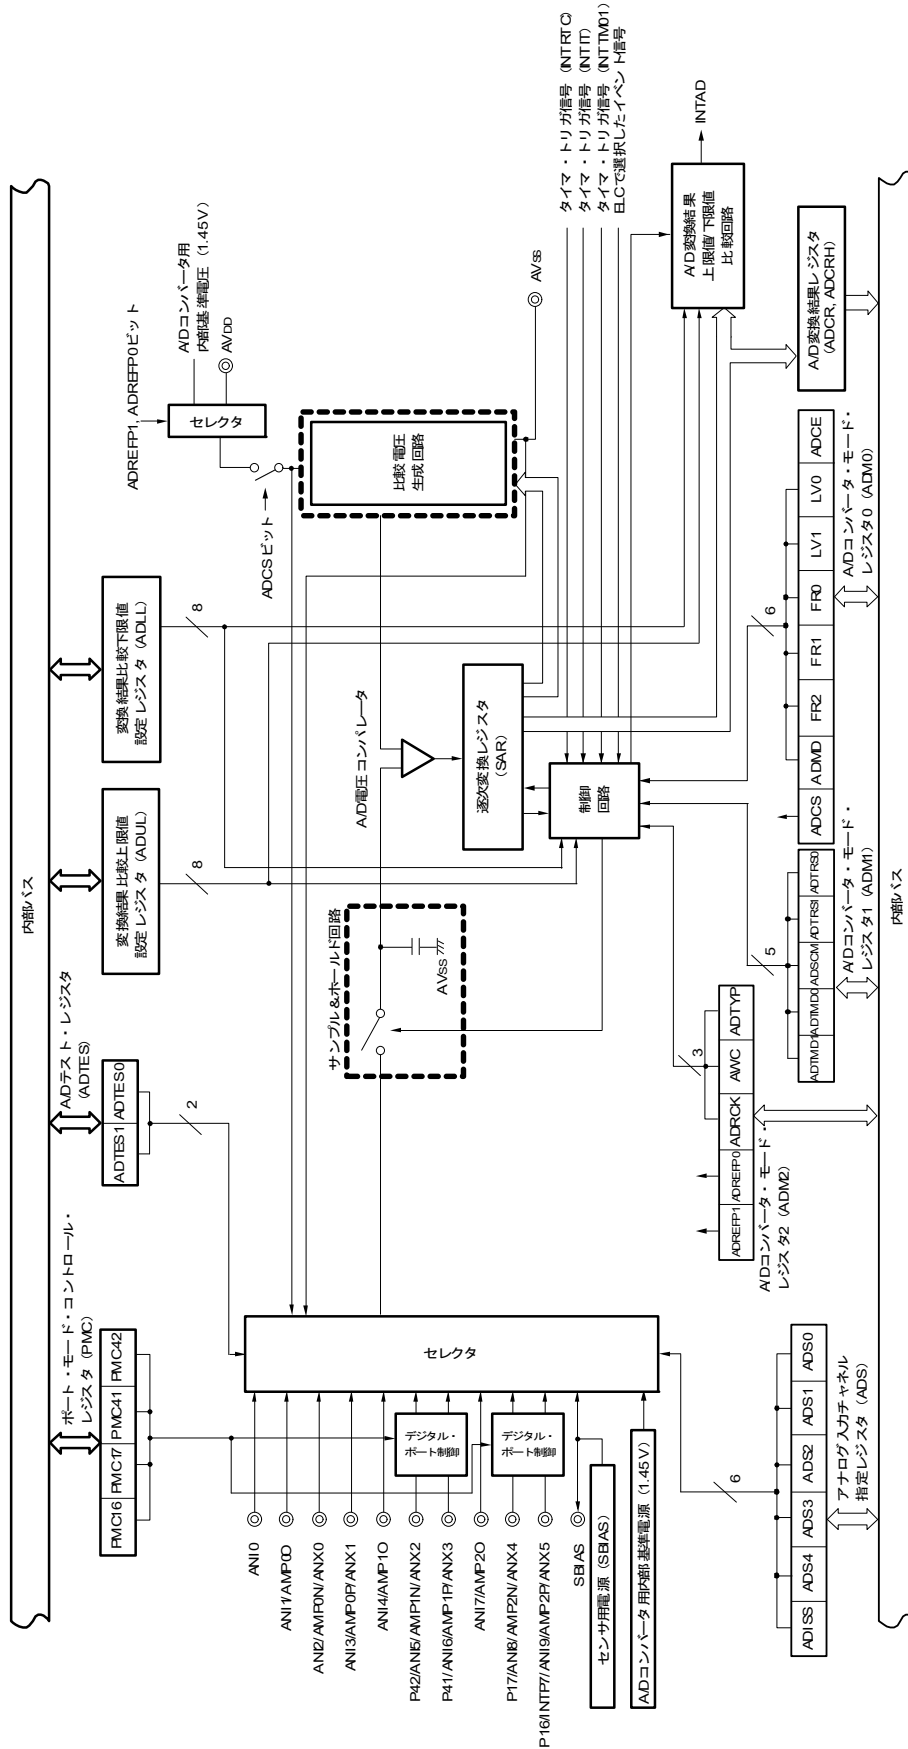 内部バス
ポート・モード・コントロール・
レジスタ (PMC)
PMC16 PMC17 PMC41 PMC42
A/Dテスト・レジスタ
(ADTES)
ADTES1 ADTES0
2
変換結果比較上限値
設定レジスタ (ADUL)
8
変換結果比較下限値
設定レジスタ (ADLL)
8
ADREFP1, ADREFP0ビット
セレクタ
A/Dコンバータ用
内部基準電圧 (1.45V)
AVDD
ADCSビット
比較電圧
生成回路
AVSS
A/D電圧コンパレータ
サンプル&ホールド回路
AVSS
逐次変換レジスタ
(SAR)
制御
回路
タイマ・トリガ信号 (INTRTC)
タイマ・トリガ信号 (INTIT)
タイマ・トリガ信号 (INTTM01)
ELCで選択したイベント信号
A/D変換結果
上限値/下限値
比較回路
INTAD
A/D変換結果レジスタ
(ADCR, ADCRH)
ANI0
ANI1/AMP0O
ANI2/AMP0N/ANX0
ANI3/AMP0P/ANX1
ANI4/AMP1O
P42/ANI5/AMP1N/ANX2
P41/ANI6/AMP1P/ANX3
ANI7/AMP2O
P17/ANI8/AMP2N/ANX4
P16/INTP7/ANI9/AMP2P/ANX5
SBIAS
センサ用電源 (SBIAS)
A/Dコンバータ用内部基準電源 (1.45V)
デジタル・
ポート制御
デジタル・
ポート制御
セレクタ
6
ADISS ADS4 ADS3 ADS2 ADS1 ADS0
アナログ入力チャネル
指定レジスタ (ADS)
3
ADREFP1 ADREFP0 ADRCK AWC ADTYP
A/Dコンバータ・モード・
レジスタ2 (ADM2)
5
ADTMD1 ADTMD0 ADSCM ADTRS1 ADTRS0
A/Dコンバータ・モード・
レジスタ1 (ADM1)
6
ADCS ADMD FR2 FR1 FR0 LV1 LV0 ADCE
A/Dコンバータ・モード・
レジスタ0 (ADM0)
内部バス